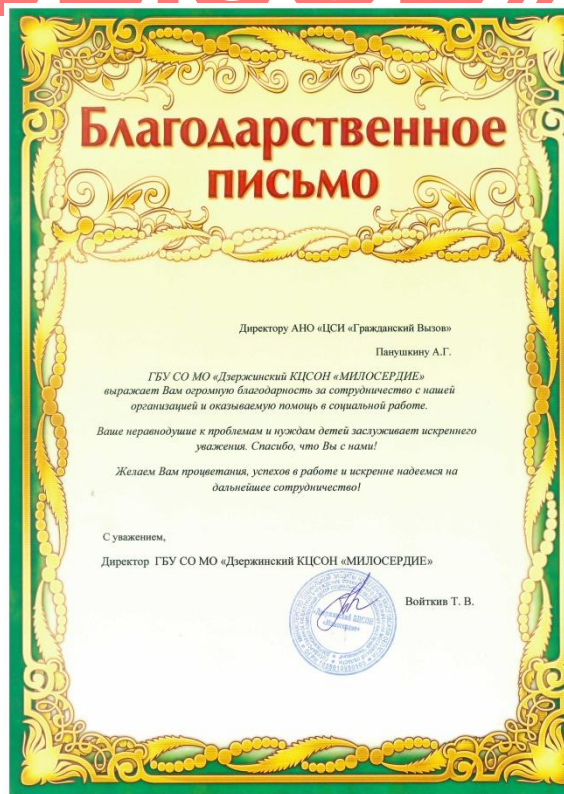 Благодарственное
письмо
Директору АНО «ЦСИ «Гражданский Вызов»
Панушкину А.Г.
ГБУ СО МО «Дзержинский КЦСОН «МИЛОСЕРДИЕ»
выражает Вам огромную благодарность за сотрудничество с нашей
организацией и оказываемую помощь в социальной работе.
Ваше неравнодушие к проблемам и нуждам детей заслуживает искреннего
уважения. Спасибо, что Вы с нами!
Желаем Вам процветания, успехов в работе и искренне надеемся на
дальнейшее сотрудничество!
С уважением,
Директор ГБУ СО МО «Дзержинский КЦСОН «МИЛОСЕРДИЕ»
Войткив Т. В.
«Дзержинский КЦСОН
«Милосердие»